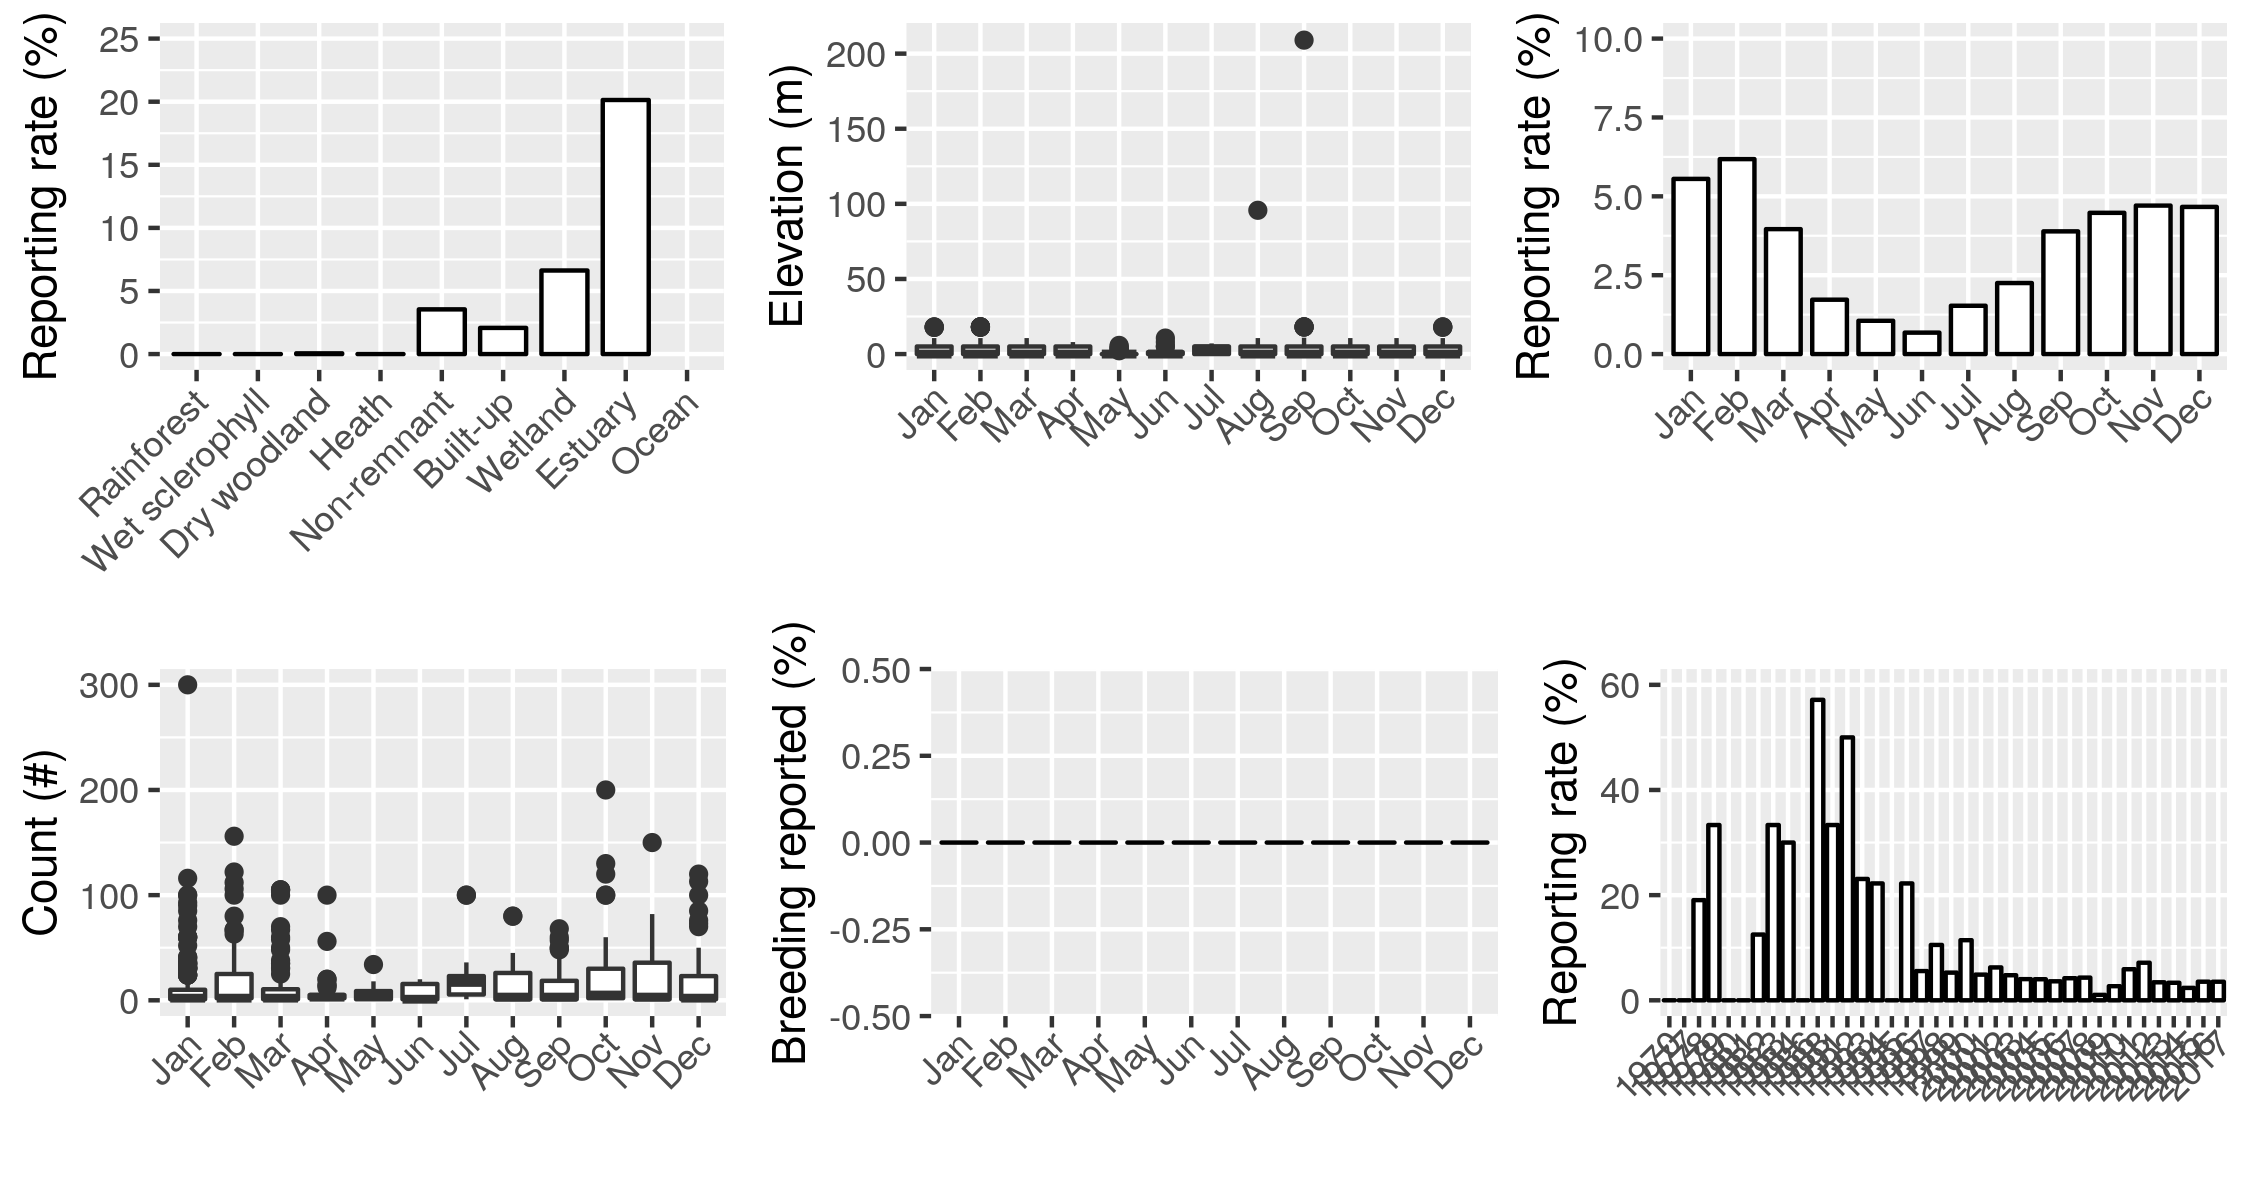 Reporting rate (%)
25
20
15
10
5
0
Rainforest
Wet sclerophyll
Dry woodland
Heath
Non-remnant
Built-up
Wetland
Estuary
Ocean
Elevation (m)
200
150
100
50
0
Jan Feb Mar Apr May Jun Jul Aug Sep Oct Nov Dec
Reporting rate (%)
10.0
7.5
5.0
2.5
0.0
Jan Feb Mar Apr May Jun Jul Aug Sep Oct Nov Dec
Count (#)
300
200
100
0
Jan Feb Mar Apr May Jun Jul Aug Sep Oct Nov Dec
Breeding reported (%)
0.50
0.25
0.00
-0.25
-0.50
Jan Feb Mar Apr May Jun Jul Aug Sep Oct Nov Dec
Reporting rate (%)
60
40
20
0